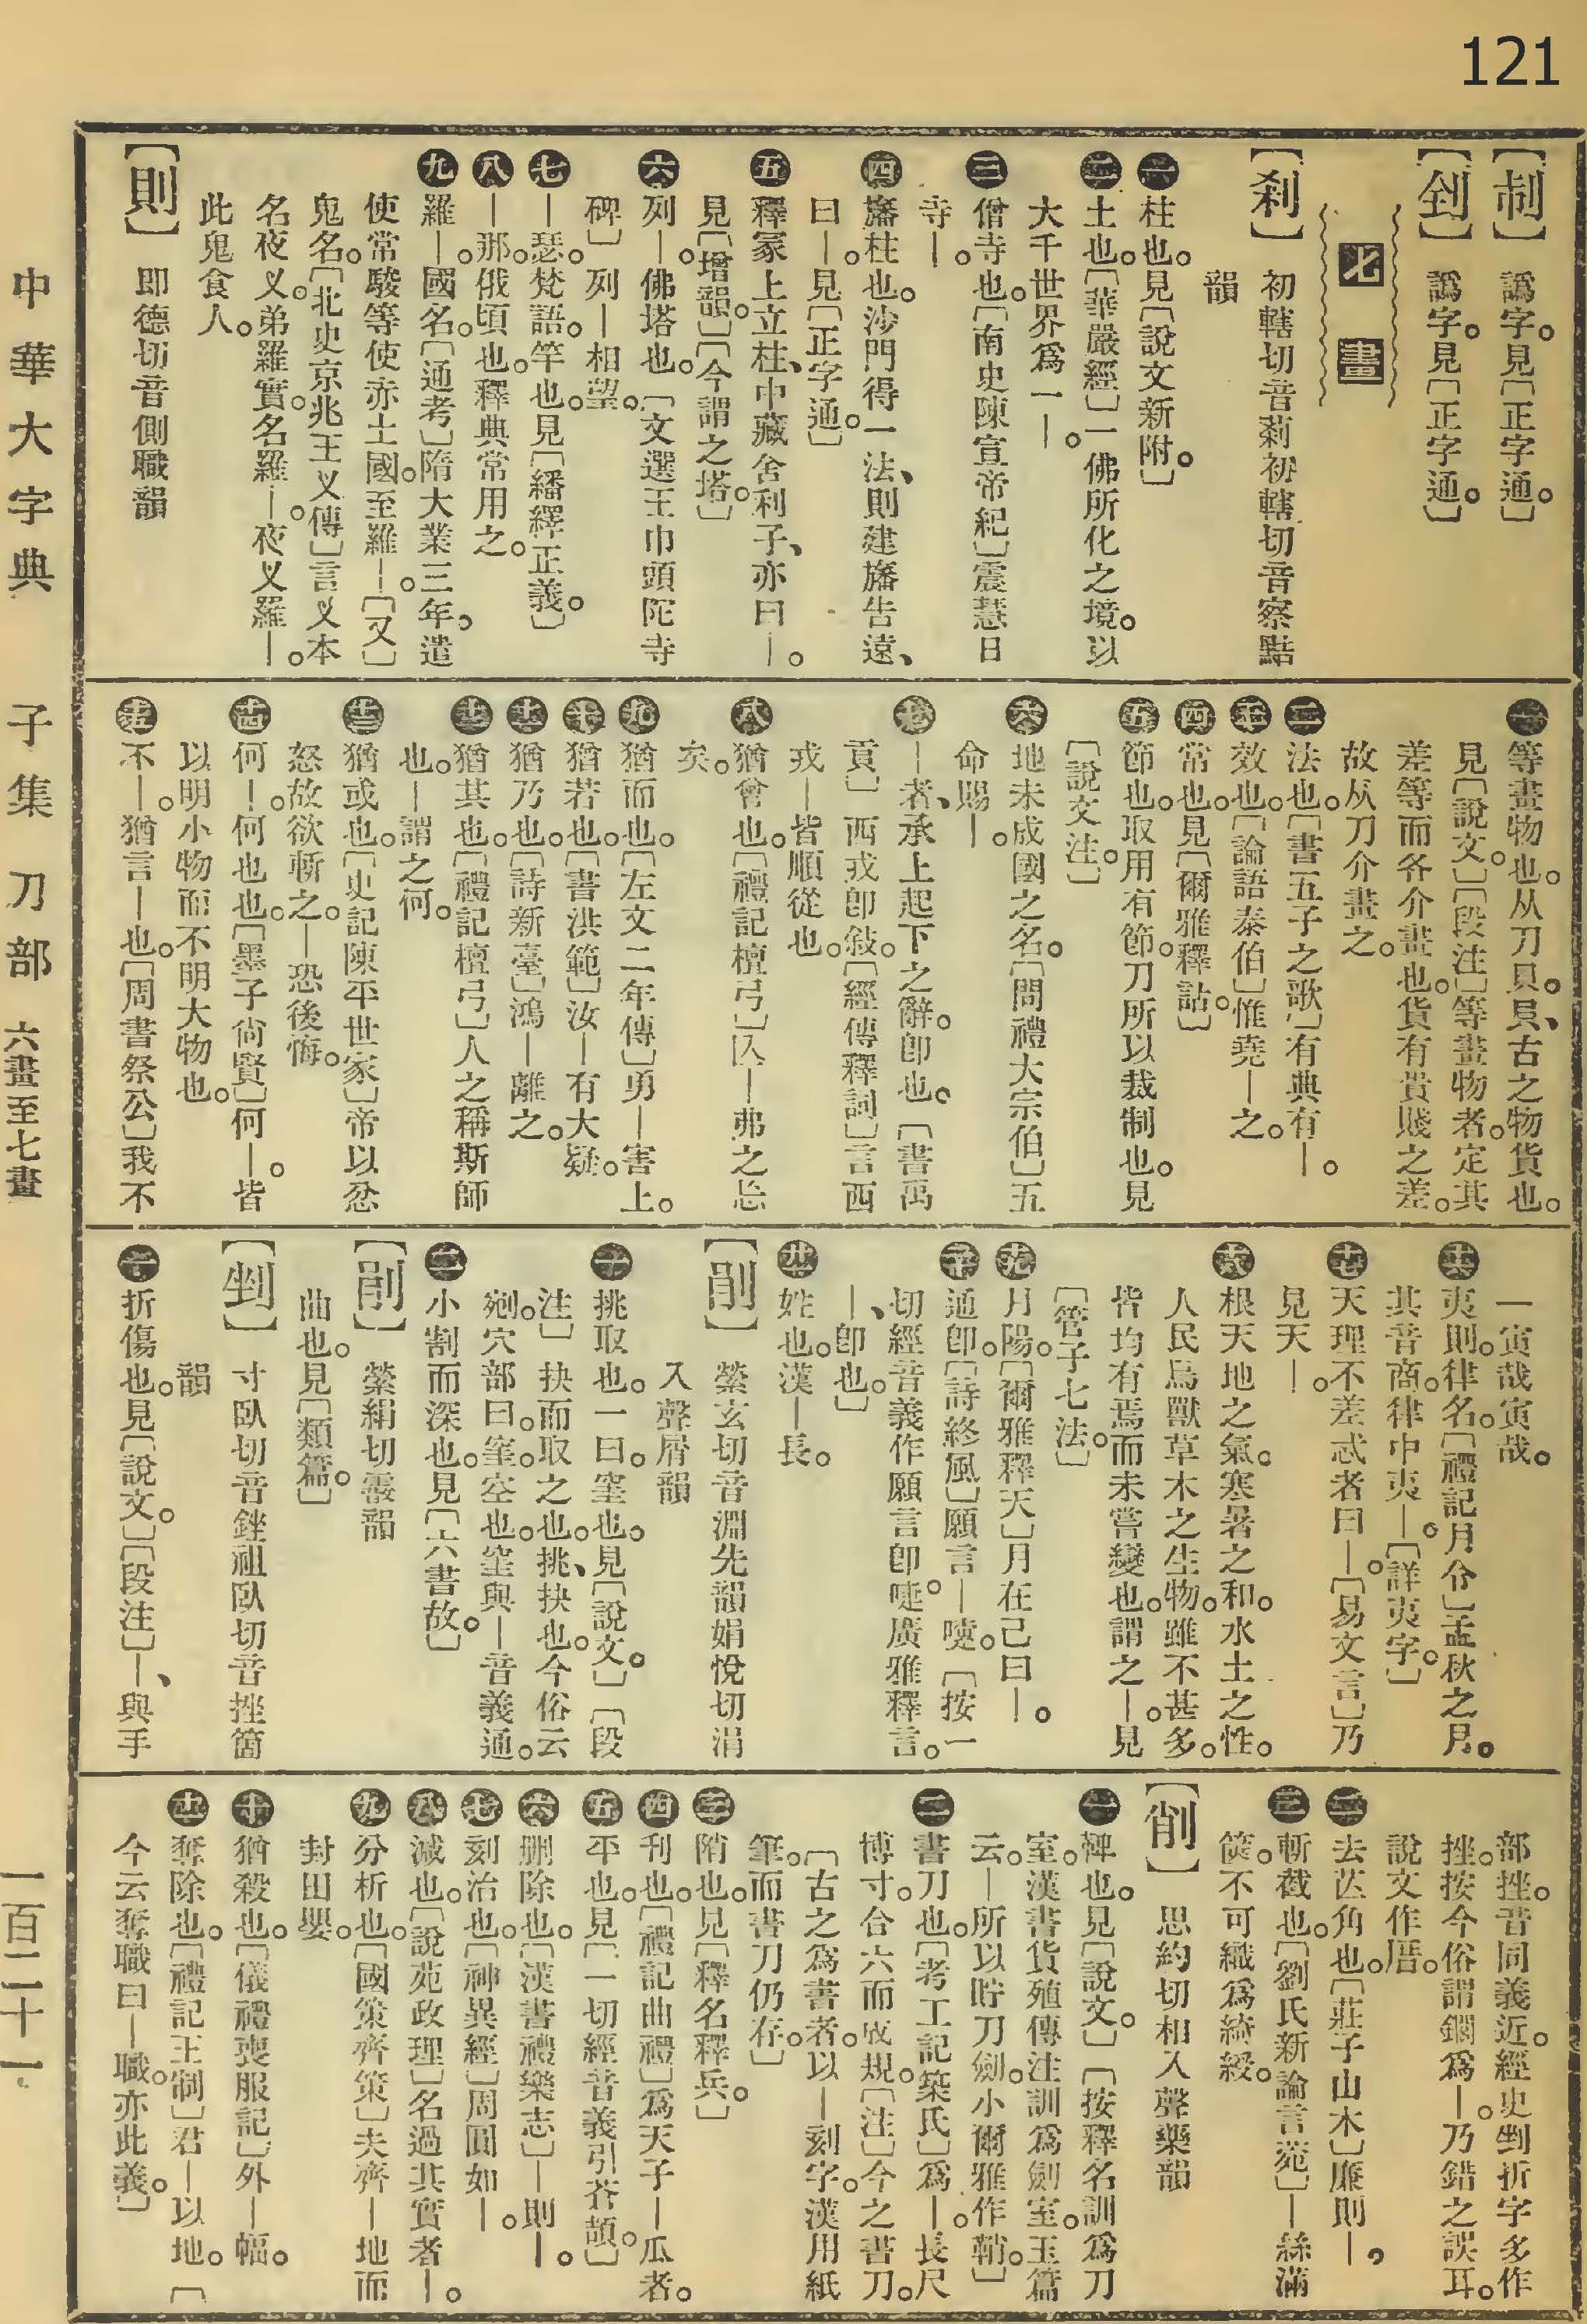 121
【𠛐】 譌字。見〔正字通。〕
【𠛪】 譌字。見〔正字通。〕
七畫
【刹】 初轄切音䓭初轄切音察黠
韻
㊀柱也。見〔說文新附。〕
㊁土也。〔華嚴經〕一佛所化之境。以
大千世界爲一｜。
㊂僧寺也。〔南史陳宣帝紀〕震慧日
寺｜。
㊃旛柱也。沙門得一法、則建旛告遠、
曰｜。見〔正字通。〕
㊄釋家上立柱、中藏舍利子、亦曰｜。
見〔增韻。〕〔今謂之塔。〕
㊅列｜。佛塔也。〔文選王巾頭陀寺
碑〕列｜相望。
㊆｜瑟。梵語。竿也。見〔繙繹正義。〕
㊇｜那。俄頃也。釋典常用之。
㊈羅｜。國名。〔通考〕隋大業三年。遣
使常駿等使赤土國。至羅｜。〔又〕
鬼名。〔北史京兆王乂傳〕言乂本
名夜乂。弟羅實。名羅｜。夜乂羅｜。
此鬼食人。
【則】 即德切音側職韻
㊀等畫物也。从刀貝。貝、古之物貨也。
見〔說文。〕〔段注〕等畫物者。定其
差等而各介畫也。貨有貴賤之差。
故从刀介畫之。
㊁法也。〔書五子之歌〕有典有｜。
㊂效也。〔論語泰伯〕惟堯｜之。
㊃常也。見〔爾雅釋詁。〕
㊄節也。取用有節。刀所以裁制也。見
〔說文注。〕
㊅地未成國之名。〔周禮大宗伯〕五
命賜｜。
㊆｜者、承上起下之辭。卽也。〔書禹
貢〕西戎卽敍。〔經傳釋詞〕言西
戎｜皆順從也。
㊇猶曾也。〔禮記檀弓〕亾｜弗之忘
矣。
㊈猶而也。〔左文二年傳〕勇｜害上。
㊉猶若也。〔書洪範〕汝｜有大疑。
十一猶乃也。〔詩新臺〕鴻｜離之。
十二猶其也。〔禮記檀弓〕人之稱斯師
也。｜謂之何。
十三猶或也。〔史記陳平世家〕帝以忿
怒故欲斬之。｜恐後悔。
十四何｜。何也也。〔墨子尙賢〕何｜。皆
以明小物而不明大物也。
十五不｜。猶言｜也。〔周書祭公〕我不
｜寅哉寅哉。
十六夷則。律名。〔禮記月令〕孟秋之月。
其音商。律中夷｜。〔詳夷字。〕
十七天理不差忒者曰｜。〔易文言〕乃
見天｜。
十八根天地之氣。寒暑之和。水土之性。
人民鳥獸草木之生物。雖不甚多。
皆均有焉而未嘗變也。謂之｜。見
〔管子七法。〕
十九月陽。〔爾雅釋天〕月在己曰｜。
二十通卽。〔詩終風〕願言｜嚔。〔按一
切經音義作願言卽嚏。廣雅釋言。
｜、卽也。〕
廿一姓也。漢｜長。
【剈】 縈玄切音淵先韻娟悅切涓
入聲屑韻
㊀挑取也。一曰。窐也。見〔說文。〕〔段
注〕抉而取之也。挑、抉也。今俗云
剜。穴部曰。窐。空也。窐與｜音義通。
㊁小割而深也。見〔六書故。〕
【剈】 縈絹切霰韻
曲也。見〔類篇。〕
【剉】 寸臥切音銼祖臥切音挫箇
韻
㊀折傷也。見〔說文。〕〔段注〕｜、與手
部挫。音同義近。經史剉折字多作
挫。按今俗謂鐦爲｜。乃錯之誤耳。
說文作厝。
㊁去苙角也。〔莊子山木〕廉則｜。
㊂斬截也。〔劉氏新論言菀〕｜絲滿
篋。不可織爲綺綬。
【削】 思約切相入聲藥韻
㊀鞞也。見〔說文。〕〔按釋名訓爲刀
室。漢書貨殖傳注訓爲劍室。玉篇
云。｜所以貯刀劍。小爾雅作鞘。〕
㊁書刀也。〔考工記築氏〕爲｜。長尺
博寸。合六而成規。〔注〕今之書刀。
〔古之爲書者。以｜刻字。漢用紙
筆。而書刀仍存。〕
㊂陗也。見〔釋名釋兵。〕
㊃刋也。〔禮記曲禮〕爲天子｜瓜者。
㊄平也。見〔一切經音義引苍頡。〕
㊅刪除也。〔漢書禮樂志〕｜則｜。
㊆刻治也。〔神異經〕周圓如｜。
㊇減也。〔說苑政理〕名過其實者｜。
㊈分析也。〔國策齊策〕夫齊｜地而
封田嬰。
㊉猶殺也。〔儀禮喪服記〕外｜幅。
十一奪除也。〔禮記王制〕君｜以地。〔
今云奪職曰｜職。亦此義。〕
中華大字典　子集　刀部　六畫至七畫
一百二十一